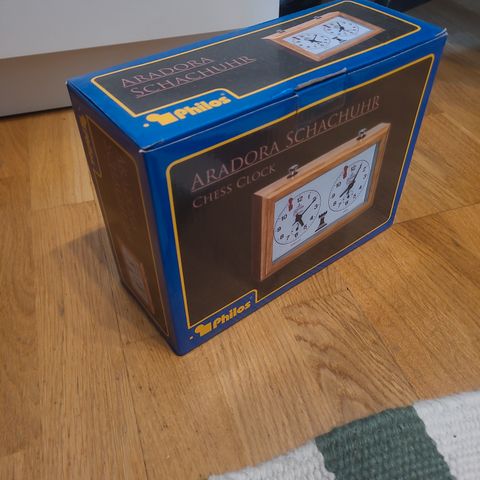 ARADORA
SCHACHUHR
Philos
ARADORA SCHACHUHR
CHESS CLOCK
Philos